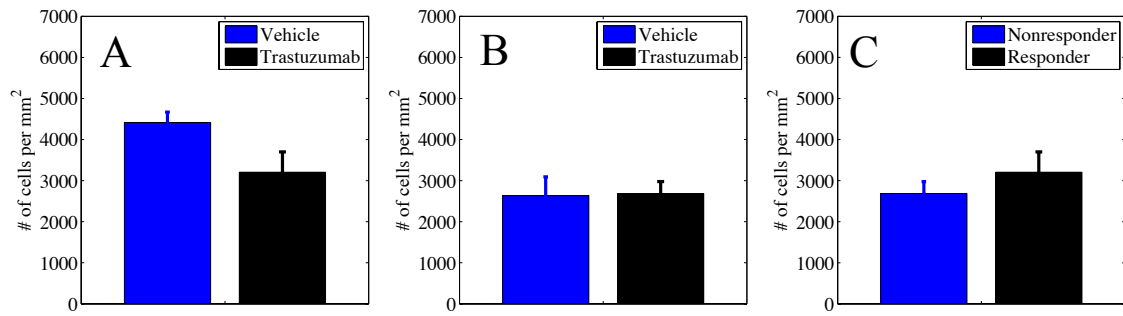 A
# of cells per mm2
7000
6000
5000
4000
3000
2000
1000
0
Vehicle
Trastuzumab
B
# of cells per mm2
7000
6000
5000
4000
3000
2000
1000
0
Vehicle
Trastuzumab
C
# of cells per mm2
7000
6000
5000
4000
3000
2000
1000
0
Nonresponder
Responder